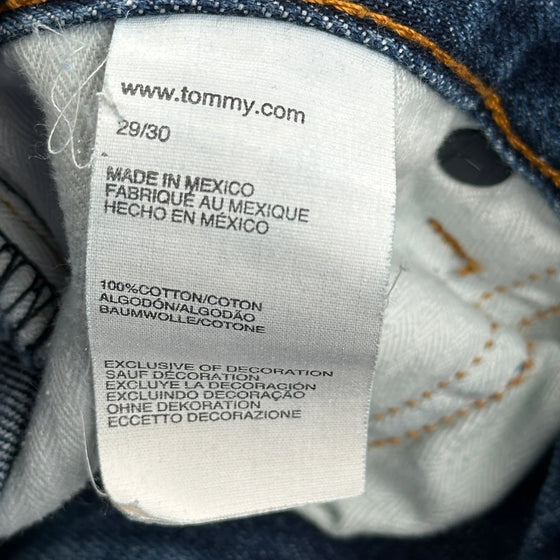 www.tommy.com
29/30
MADE IN MEXICO
FABRIQUÉ AU MEXIQUE
HECHO EN MÉXICO
100%COTTON/COTON
ALGODÓN/ALGODÃO
BAUMWOLLE/COTONE
EXCLUSIVE OF DECORATION
SAUF DÉCORATION
EXCLUYE LA DECORACIÓN
EXCLUINDO DECORAÇÃO
OHNE DEKORATION
ECCETTO DECORAZIONE